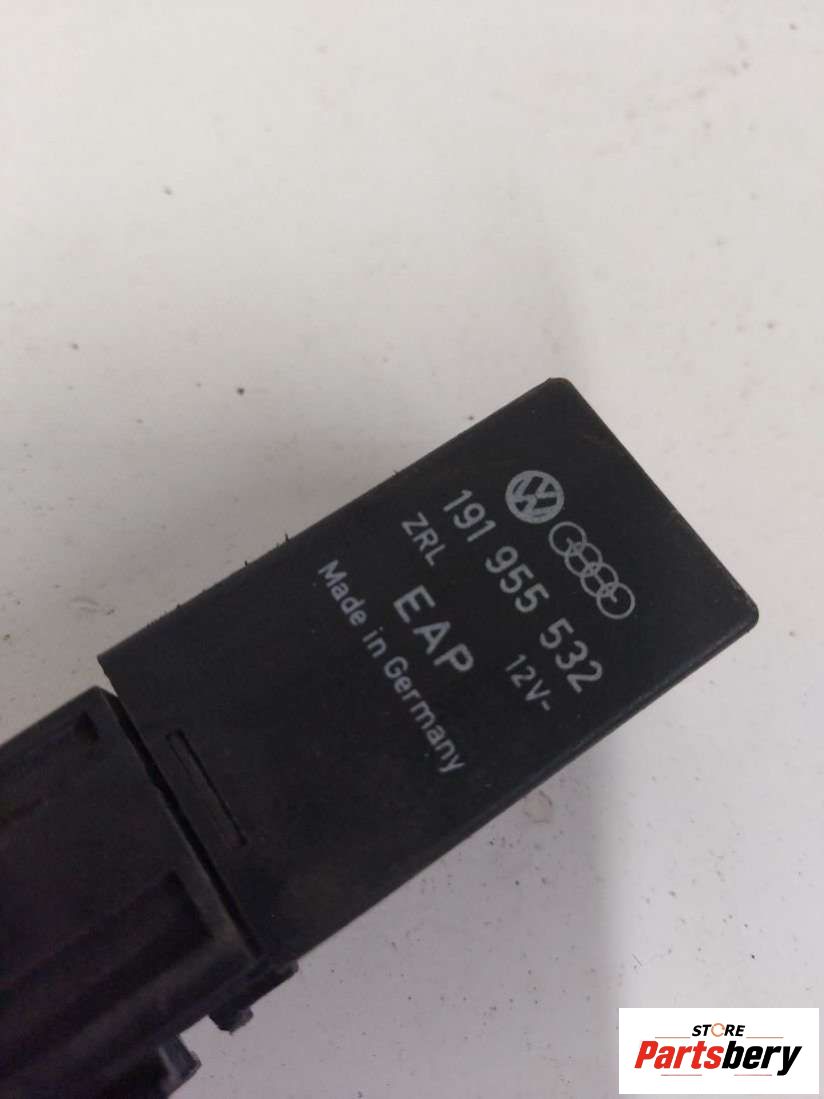 191 955 532
ZRL 12V-
EAP
Made in Germany
STORE
Partsbery